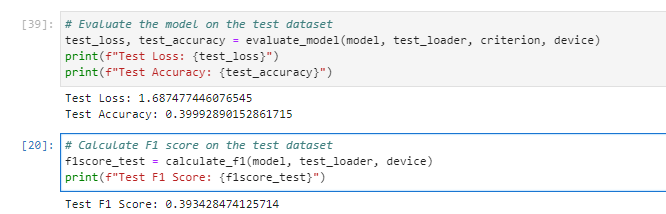 [39]: # Evaluate the model on the test dataset
test_loss, test_accuracy = evaluate_model(model, test_loader, criterion, device)
print(f"Test Loss: {test_loss}")
print(f"Test Accuracy: {test_accuracy}")
Test Loss: 1.687477446076545
Test Accuracy: 0.39992890152861715
[20]: # Calculate F1 score on the test dataset
f1score_test = calculate_f1(model, test_loader, device)
print(f"Test F1 Score: {f1score_test}")
Test F1 Score: 0.393428474125714